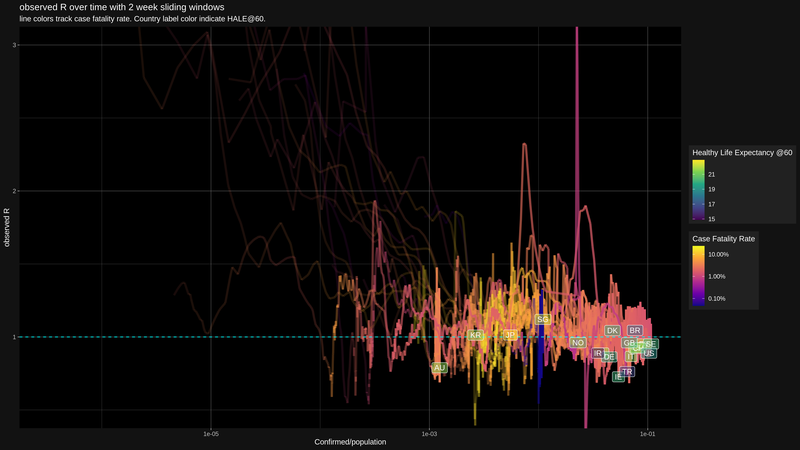 observed R over time with 2 week sliding windows
line colors track case fatality rate. Country label color indicate HALE@60.
3
2
1
observed R
1e-05
1e-03
1e-01
Confirmed/population
AU
KR
JP
SG
NO
DK
BR
GB
IR
DE
SE
US
TR
IE
Healthy Life Expectancy @60
21
19
17
15
Case Fatality Rate
10.00%
1.00%
0.10%